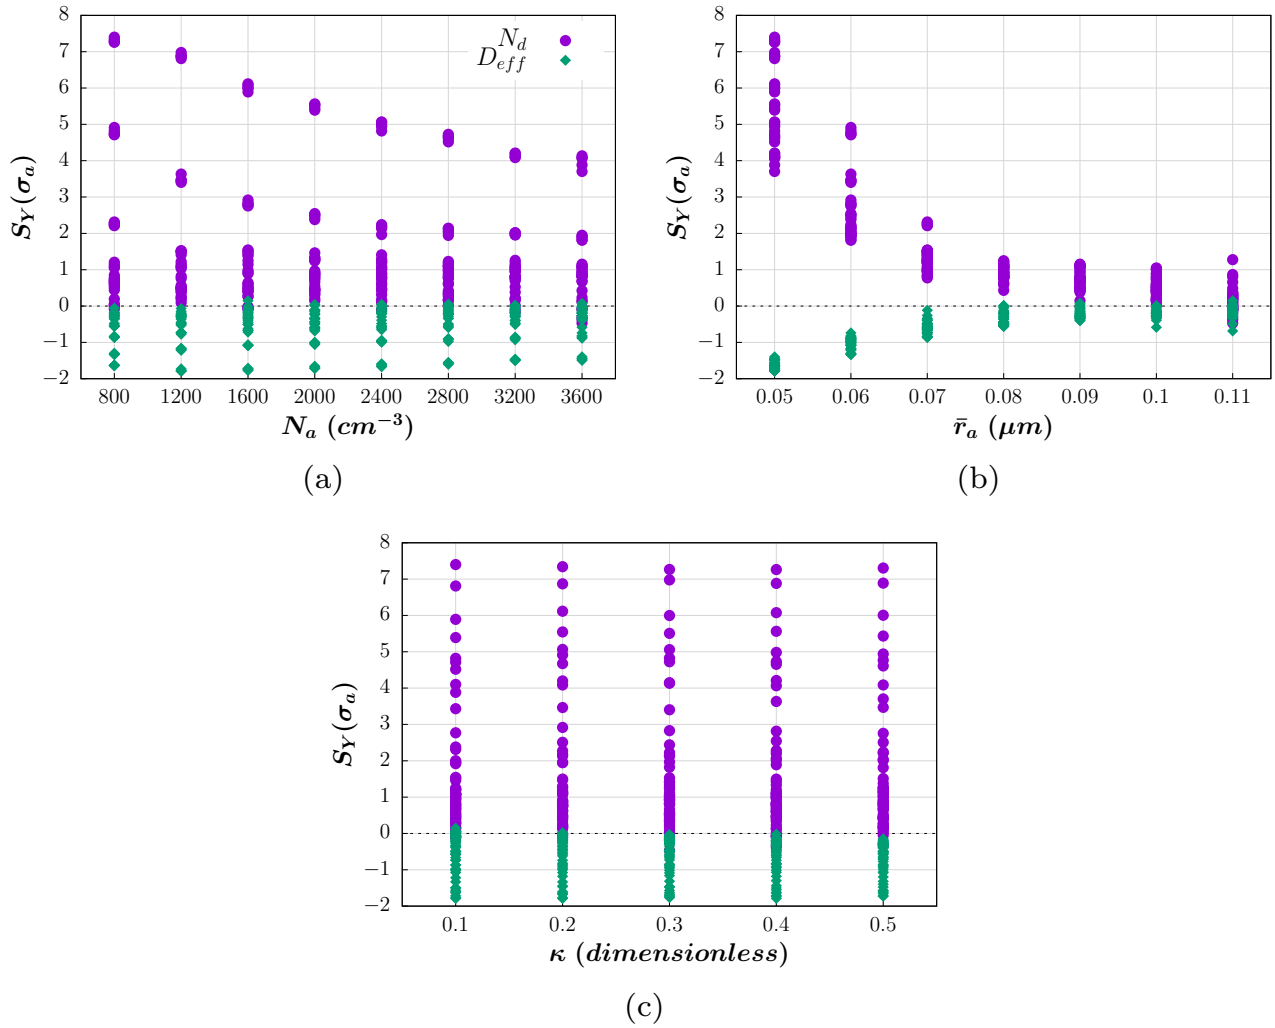 8
7
6
5
4
3
2
1
0
−1
−2
S_Y(σ_a)
N_d
D_eff
800 1200 1600 2000 2400 2800 3200 3600
N_a (cm⁻³)
(a)
8
7
6
5
4
3
2
1
0
−1
−2
S_Y(σ_a)
0.05 0.06 0.07 0.08 0.09 0.1 0.11
r̄_a (μm)
(b)
8
7
6
5
4
3
2
1
0
−1
−2
S_Y(σ_a)
0.1 0.2 0.3 0.4 0.5
κ (dimensionless)
(c)